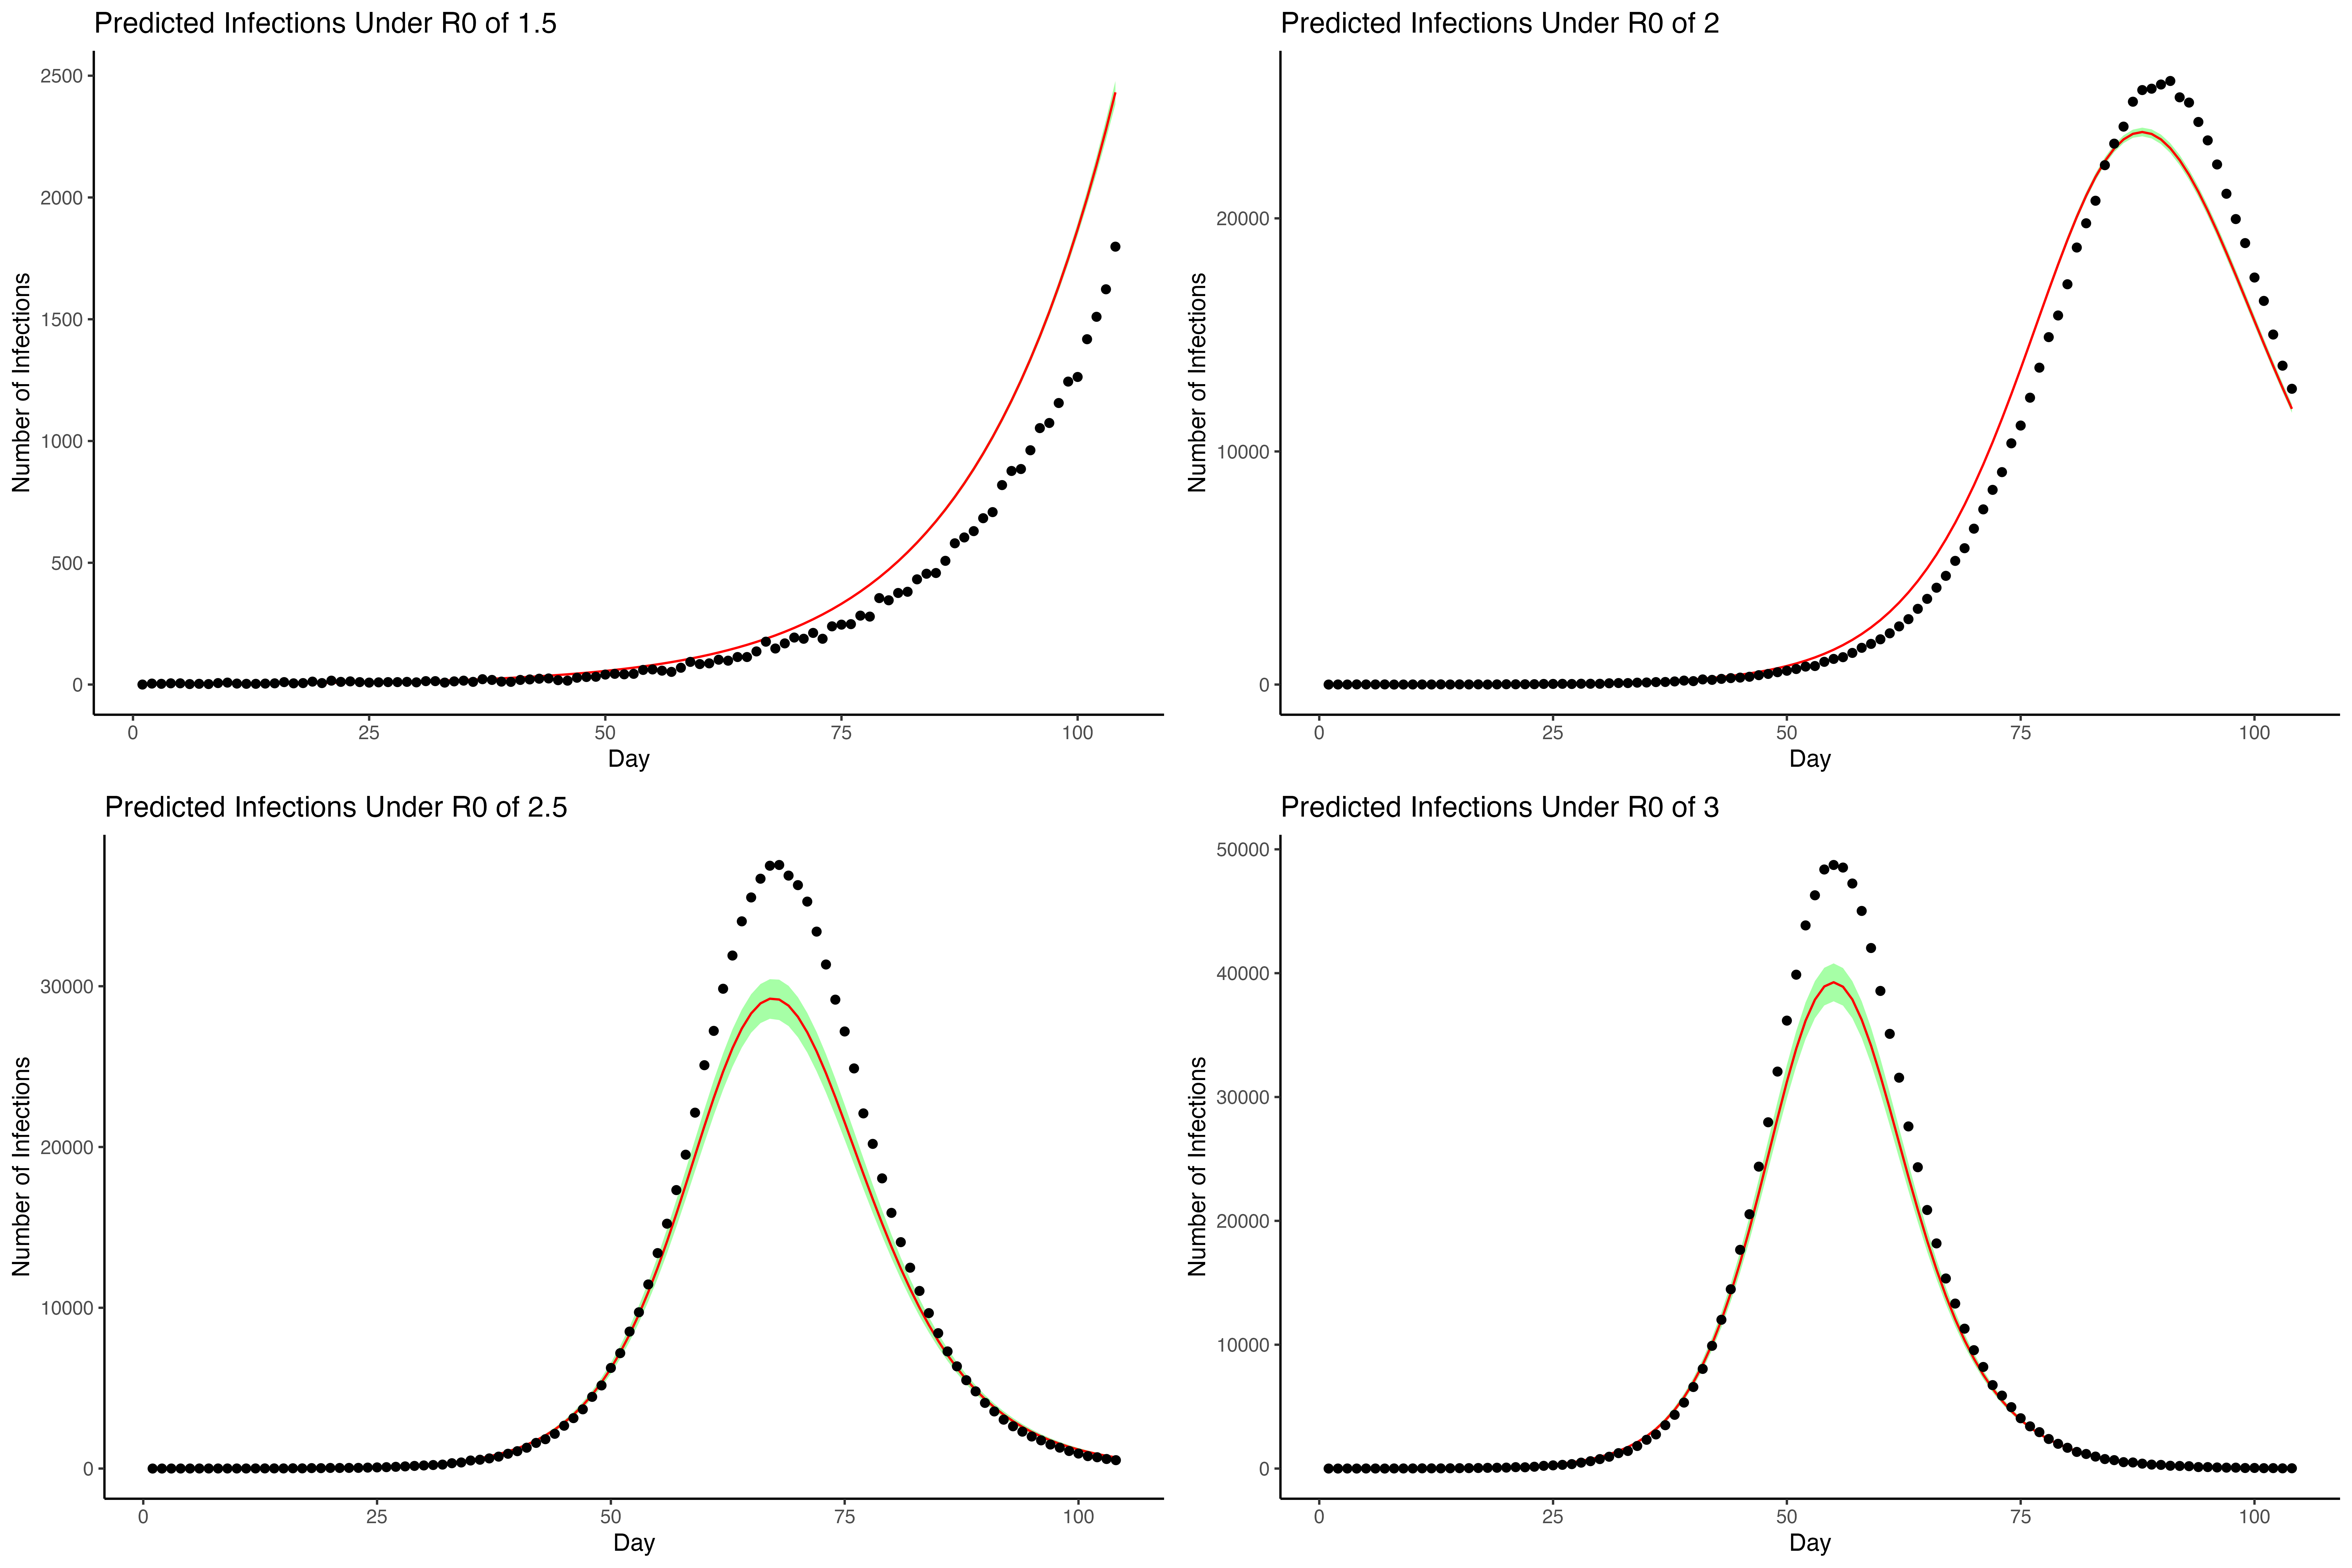 Predicted Infections Under R0 of 1.5
2500
2000
1500
1000
500
0
Number of Infections
0 25 50 75 100
Day
Predicted Infections Under R0 of 2
20000
10000
0
Number of Infections
0 25 50 75 100
Day
Predicted Infections Under R0 of 2.5
30000
20000
10000
0
Number of Infections
0 25 50 75 100
Day
Predicted Infections Under R0 of 3
50000
40000
30000
20000
10000
0
Number of Infections
0 25 50 75 100
Day